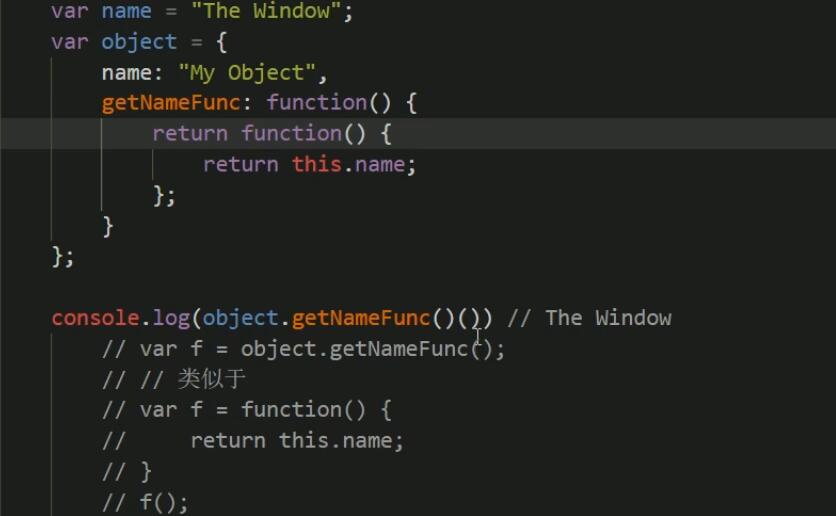 var name = "The Window";
var object = {
    name: "My Object",
    getNameFunc: function() {
        return function() {
            return this.name;
        };
    }
};

console.log(object.getNameFunc()()) // The Window
    // var f = object.getNameFunc();
    // // 类似于
    // var f = function() {
    //     return this.name;
    // }
    // f();